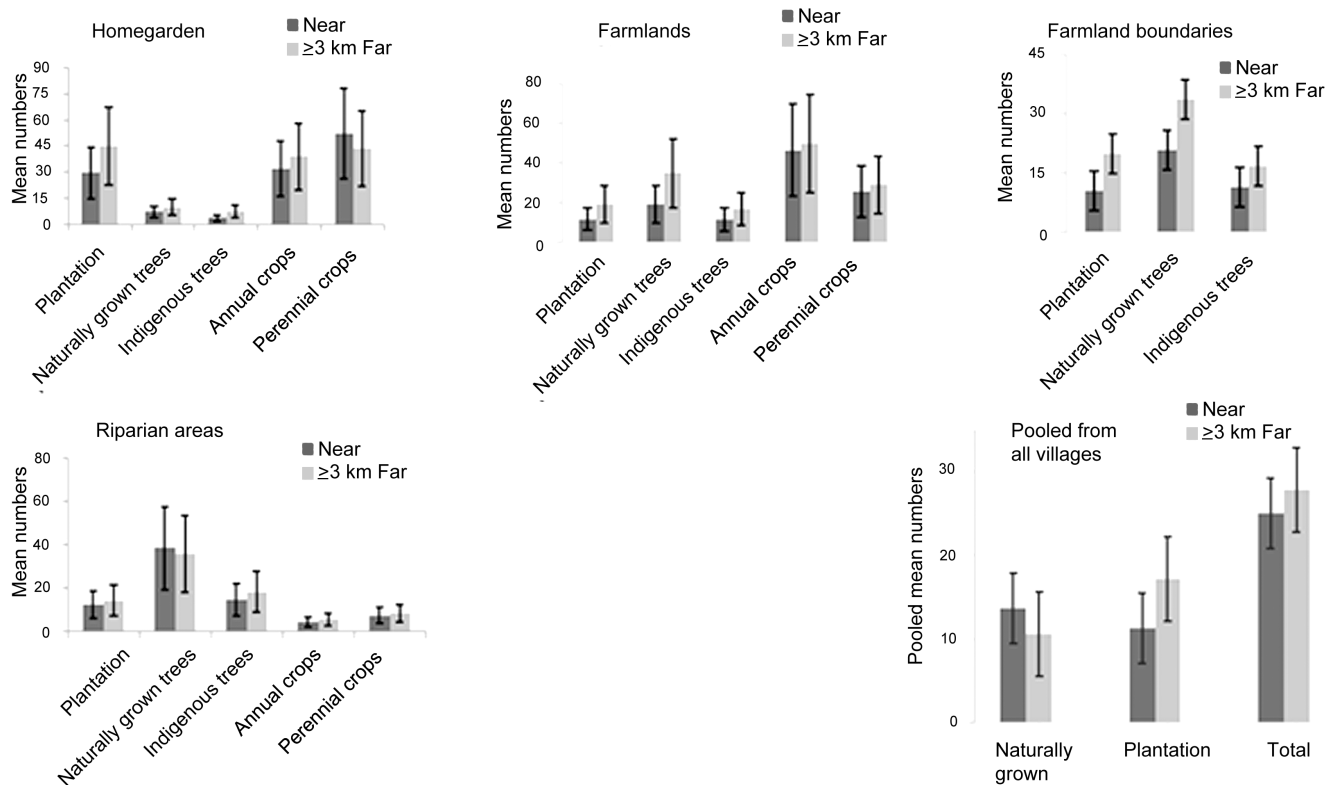 Homegarden
Near
≥3 km Far
Mean numbers
90
75
60
45
30
15
0
Plantation
Naturally grown trees
Indigenous trees
Annual crops
Perennial crops
Farmlands
Near
≥3 km Far
Mean numbers
80
60
40
20
0
Plantation
Naturally grown trees
Indigenous trees
Annual crops
Perennial crops
Farmland boundaries
Near
≥3 km Far
Mean numbers
45
30
15
0
Plantation
Naturally grown trees
Indigenous trees
Riparian areas
Near
≥3 km Far
Mean numbers
80
60
40
20
0
Plantation
Naturally grown trees
Indigenous trees
Annual crops
Perennial crops
Pooled from
all villages
Near
≥3 km Far
Pooled mean numbers
30
20
10
0
Naturally
grown
Plantation
Total